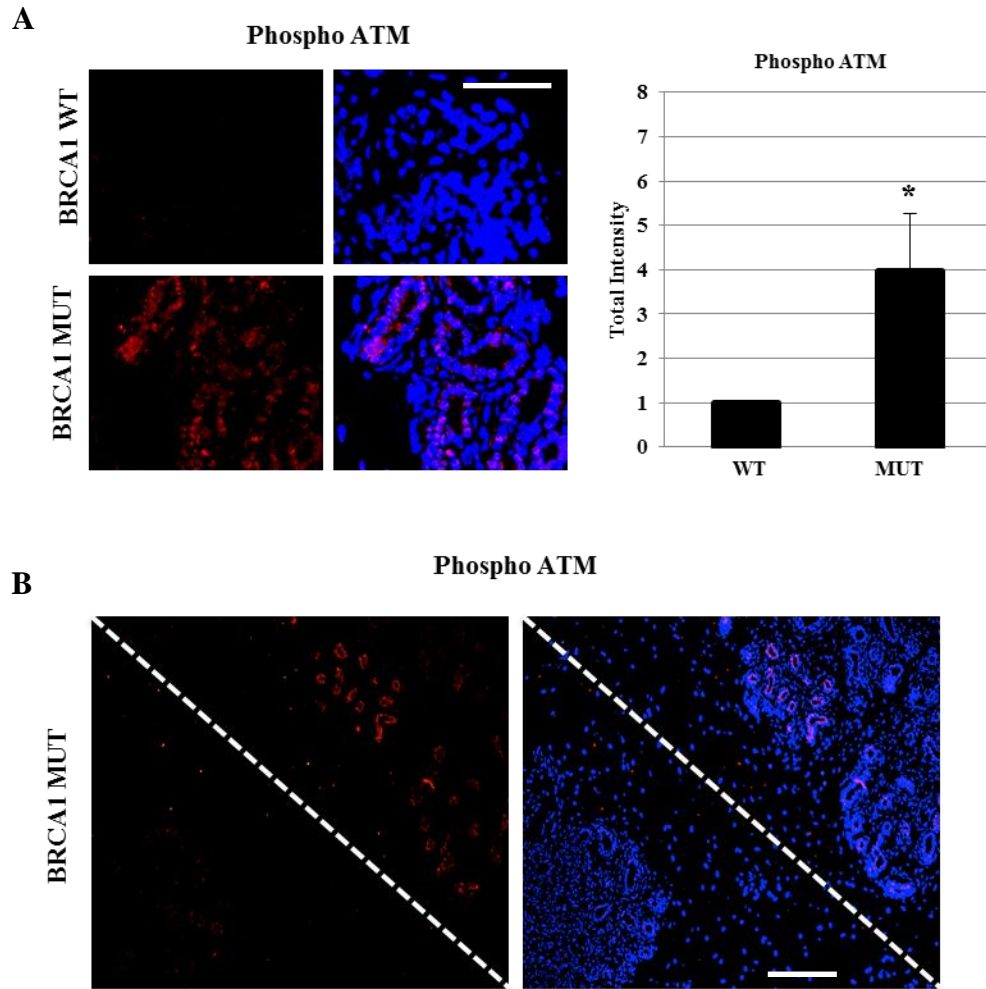 A
Phospho ATM
BRCA1 WT
BRCA1 MUT
Phospho ATM
Total Intensity
8
7
6
5
4
3
2
1
0
*
WT
MUT
Phospho ATM
B
BRCA1 MUT